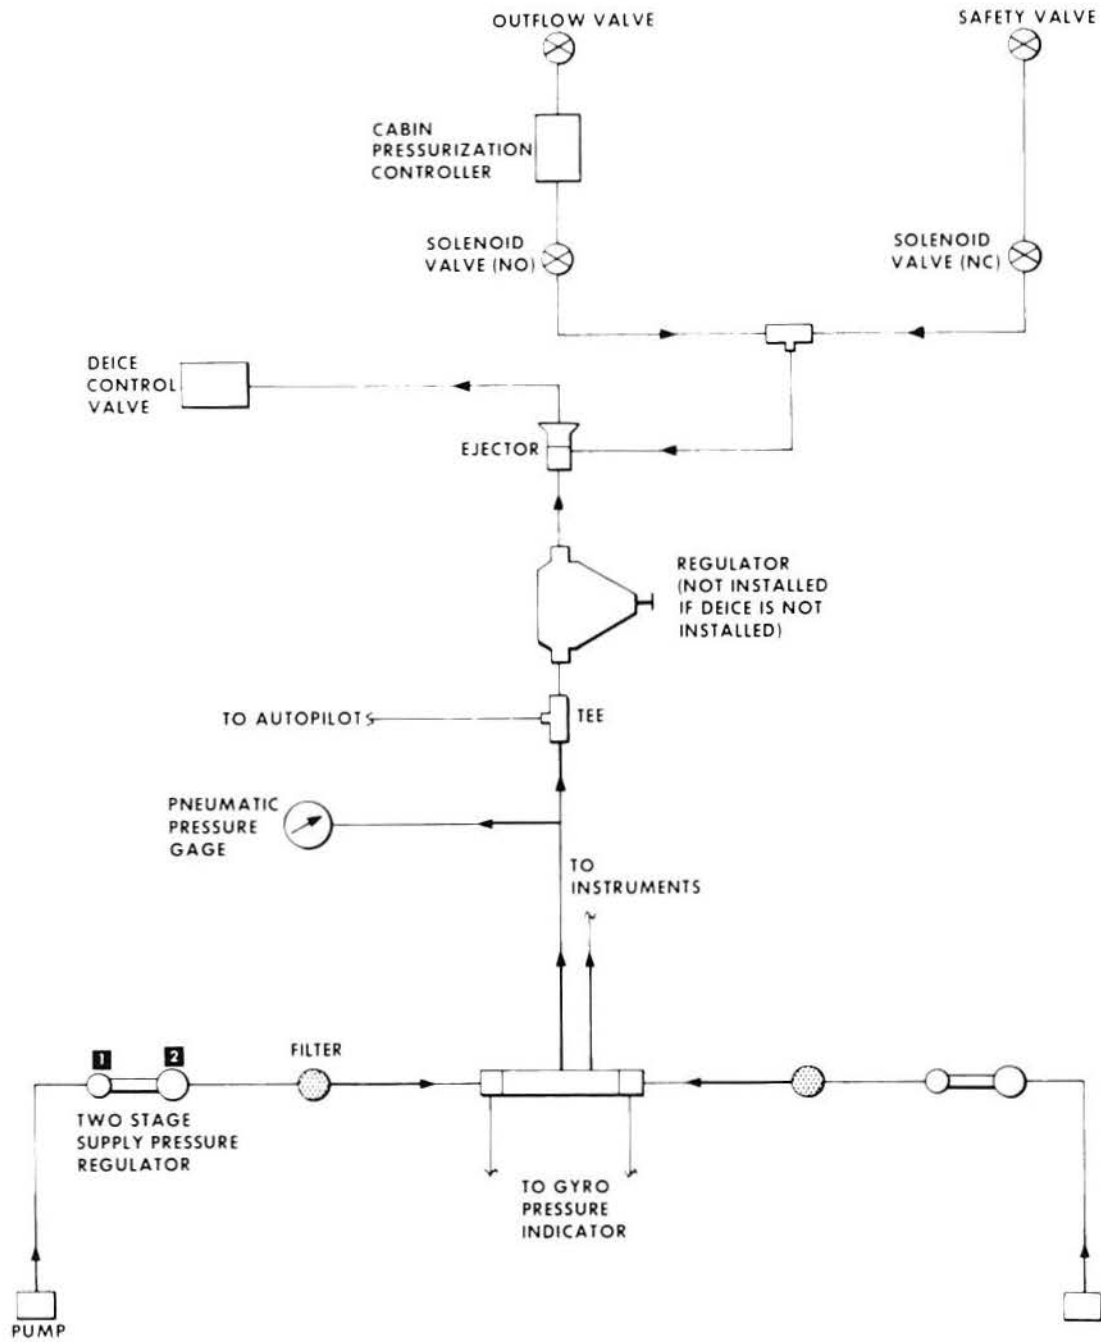 OUTFLOW VALVE
SAFETY VALVE
CABIN
PRESSURIZATION
CONTROLLER
SOLENOID
VALVE (NO)
SOLENOID
VALVE (NC)
DEICE
CONTROL
VALVE
EJECTOR
REGULATOR
(NOT INSTALLED
IF DEICE IS NOT
INSTALLED)
TO AUTOPILOT
TEE
PNEUMATIC
PRESSURE
GAGE
TO
INSTRUMENTS
1
2
FILTER
TWO STAGE
SUPPLY PRESSURE
REGULATOR
TO GYRO
PRESSURE
INDICATOR
PUMP